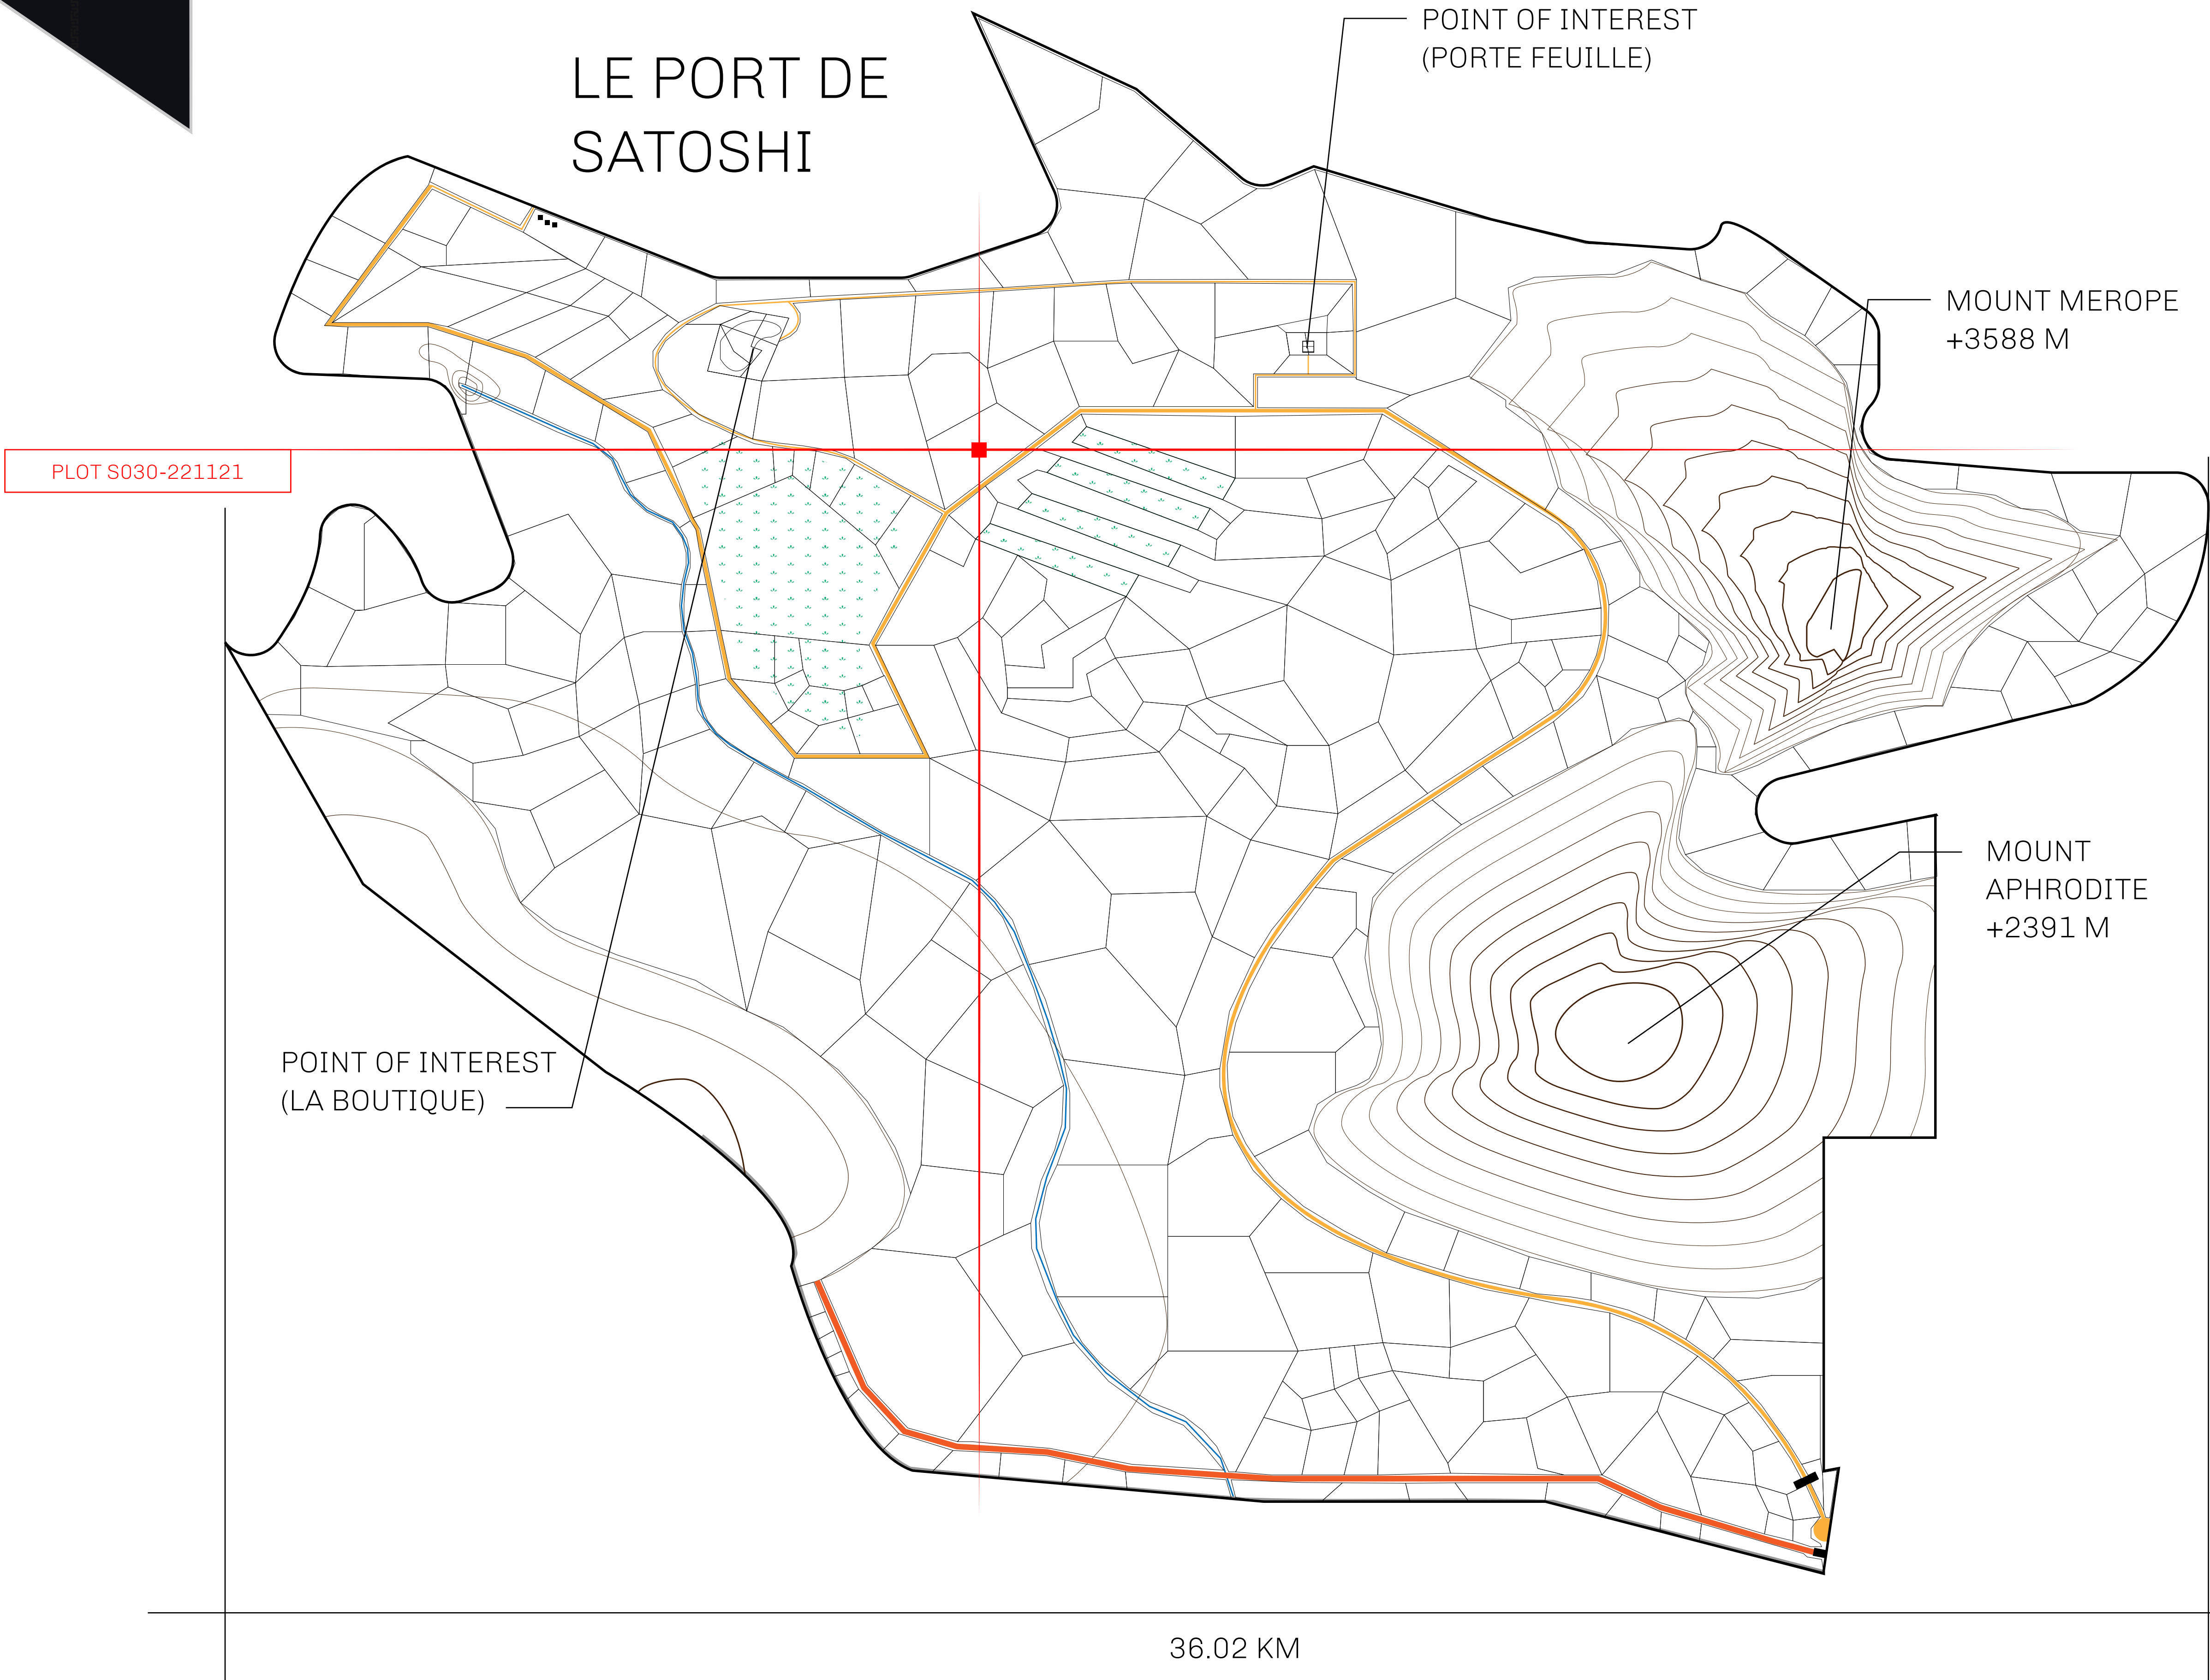 POINT OF INTEREST
(PORTE FEUILLE)
LE PORT DE
SATOSHI
MOUNT MEROPE
+3588 M
PLOT S030-221121
MOUNT
APHRODITE
+2391 M
POINT OF INTEREST
(LA BOUTIQUE)
36.02 KM